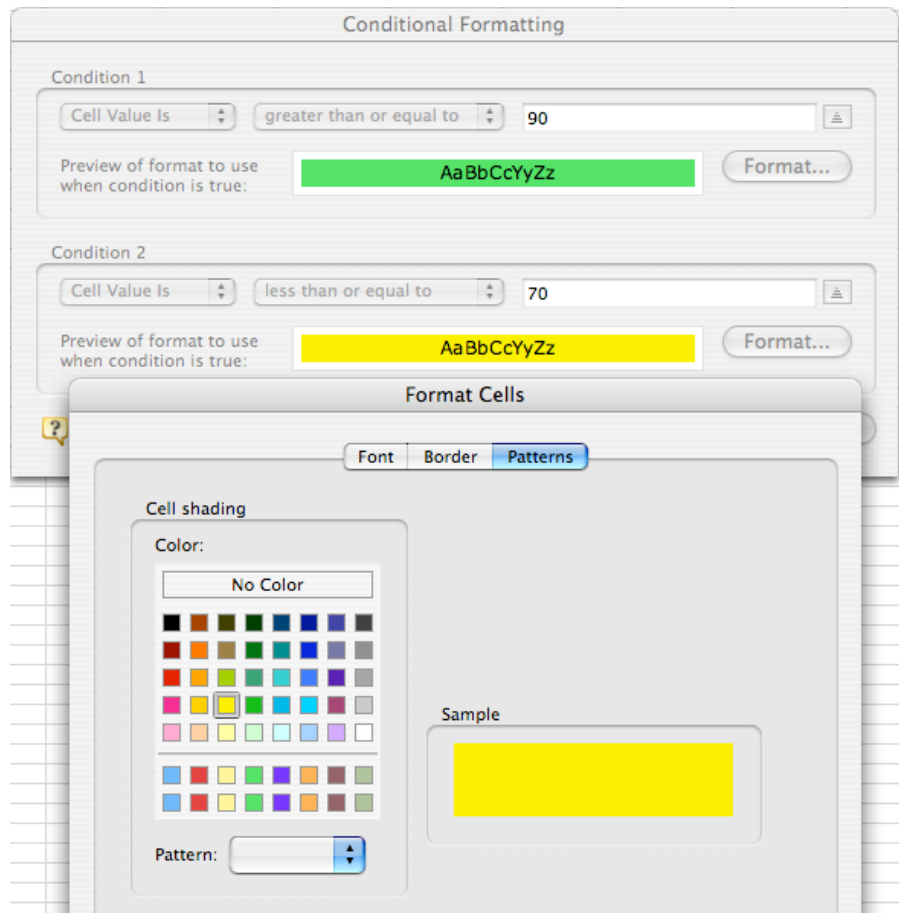 Conditional Formatting
Condition 1
Cell Value Is greater than or equal to 90
Preview of format to use
when condition is true:
AaBbCcYyZz
Format...
Condition 2
Cell Value Is less than or equal to 70
Preview of format to use
when condition is true:
AaBbCcYyZz
Format...
Format Cells
?
Font Border Patterns
Cell shading
Color:
No Color
Sample
Pattern: